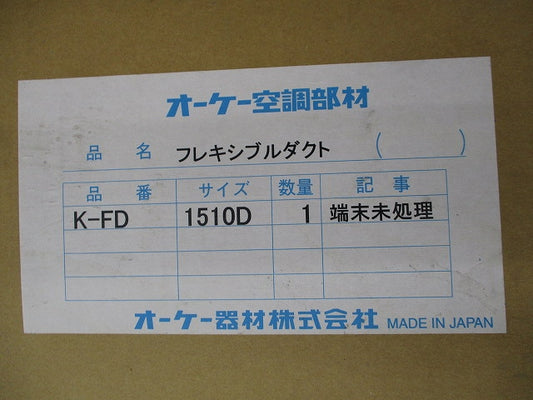 オーケー空調部材
品 名 フレキシブルダクト ( )
品 番 サイズ 数量 記 事
K-FD 1510D 1 端末未処理
オーケー器材株式会社 MADE IN JAPAN